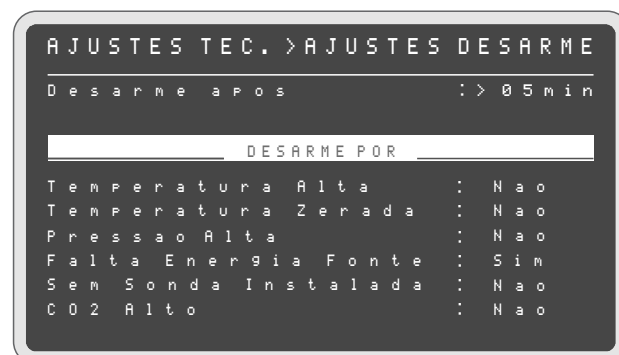 AJUSTES TEC. >AJUSTES DESARME
Desarme apos :> 05min
DESARME POR
Temperatura Alta : Nao
Temperatura Zerada : Nao
Pressao Alta : Nao
Falta Energia Fonte : Sim
Sem Sonda Instalada : Nao
CO2 Alto : Nao